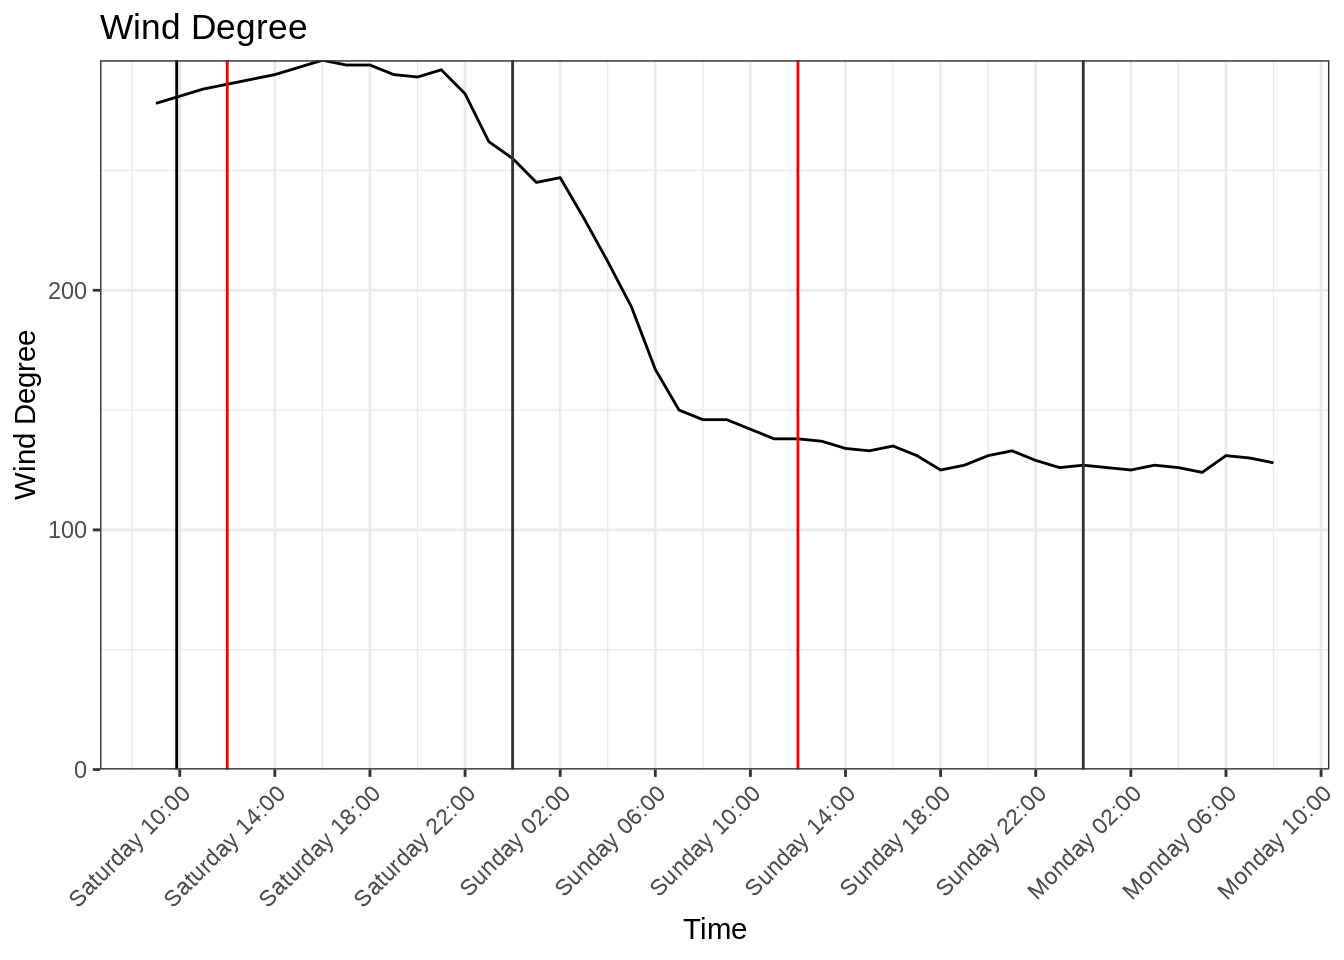 Wind Degree
Wind Degree
200
100
0
Saturday 10:00
Saturday 14:00
Saturday 18:00
Saturday 22:00
Sunday 02:00
Sunday 06:00
Sunday 10:00
Sunday 14:00
Sunday 18:00
Sunday 22:00
Monday 02:00
Monday 06:00
Monday 10:00
Time